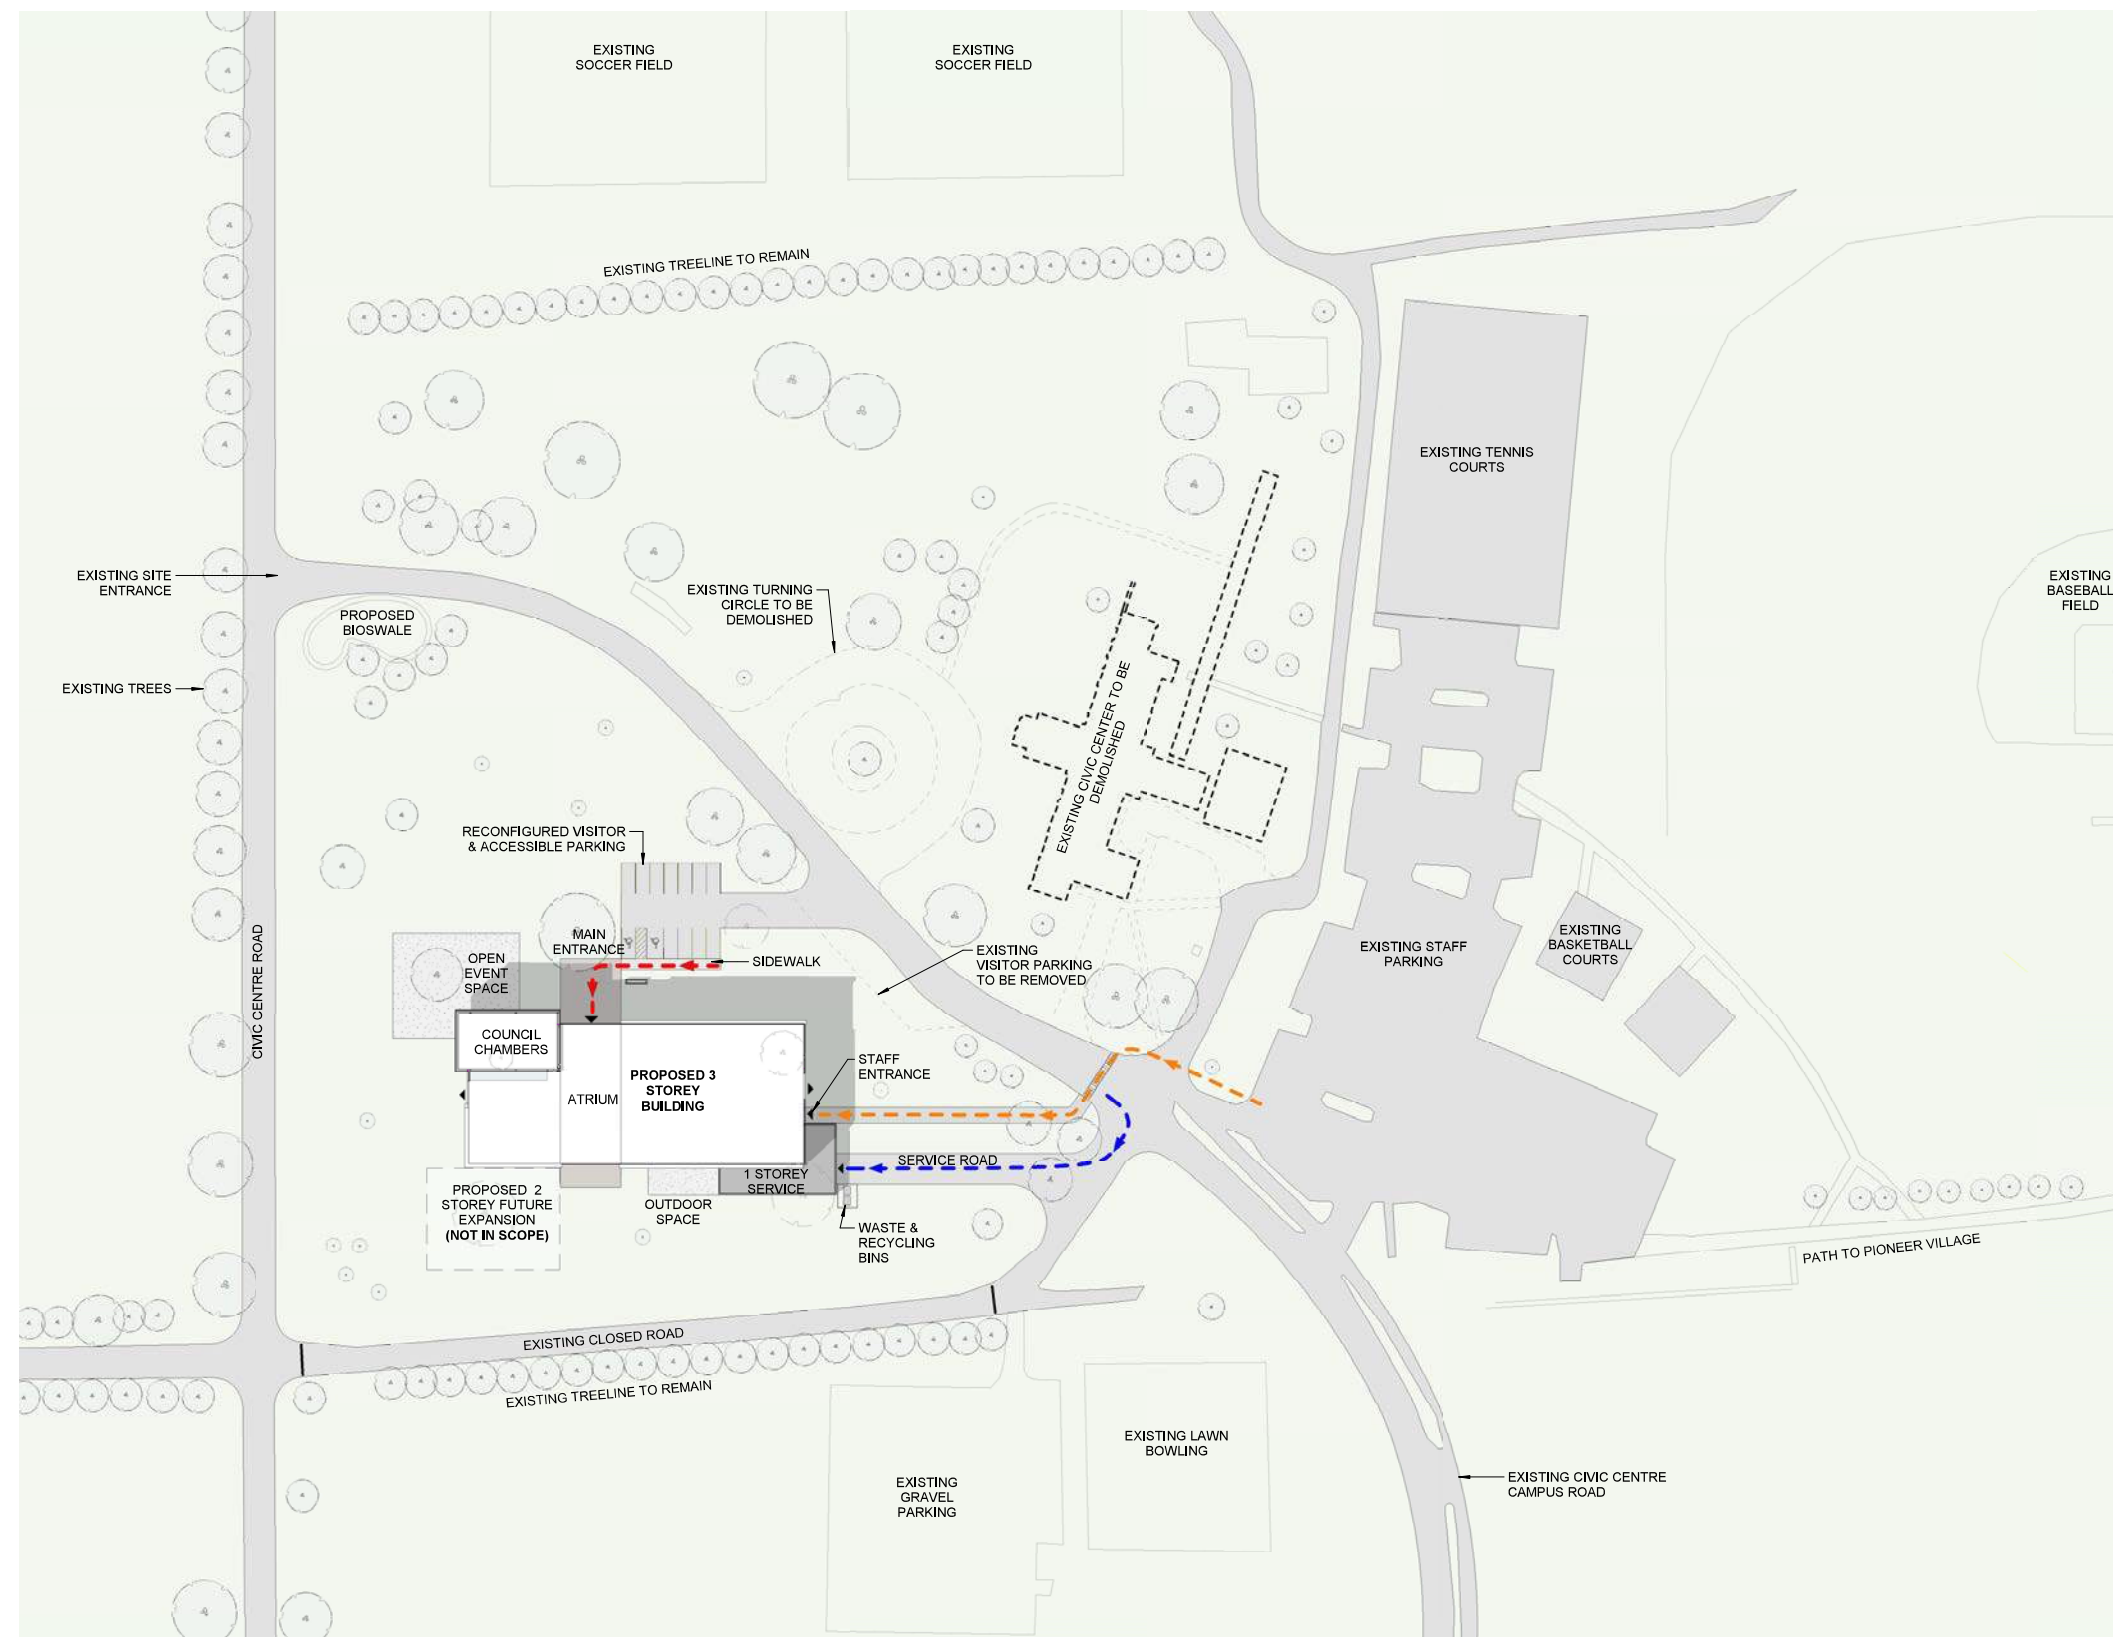 EXISTING
SOCCER FIELD
EXISTING
SOCCER FIELD
EXISTING TREELINE TO REMAIN
EXISTING TENNIS
COURTS
EXISTING SITE
ENTRANCE
EXISTING TURNING
CIRCLE TO BE
DEMOLISHED
EXISTING
BASEBALL
FIELD
PROPOSED
BIOSWALE
EXISTING TREES
EXISTING CIVIC CENTER TO BE
DEMOLISHED
RECONFIGURED VISITOR
& ACCESSIBLE PARKING
CIVIC CENTRE ROAD
MAIN
ENTRANCE
OPEN
EVENT
SPACE
SIDEWALK
EXISTING
VISITOR PARKING
TO BE REMOVED
EXISTING STAFF
PARKING
EXISTING
BASKETBALL
COURTS
COUNCIL
CHAMBERS
ATRIUM
PROPOSED 3
STOREY
BUILDING
STAFF
ENTRANCE
SERVICE ROAD
1 STOREY
SERVICE
PROPOSED 2
STOREY FUTURE
EXPANSION
(NOT IN SCOPE)
OUTDOOR
SPACE
WASTE &
RECYCLING
BINS
PATH TO PIONEER VILLAGE
EXISTING CLOSED ROAD
EXISTING TREELINE TO REMAIN
EXISTING LAWN
BOWLING
EXISTING
GRAVEL
PARKING
EXISTING CIVIC CENTRE
CAMPUS ROAD